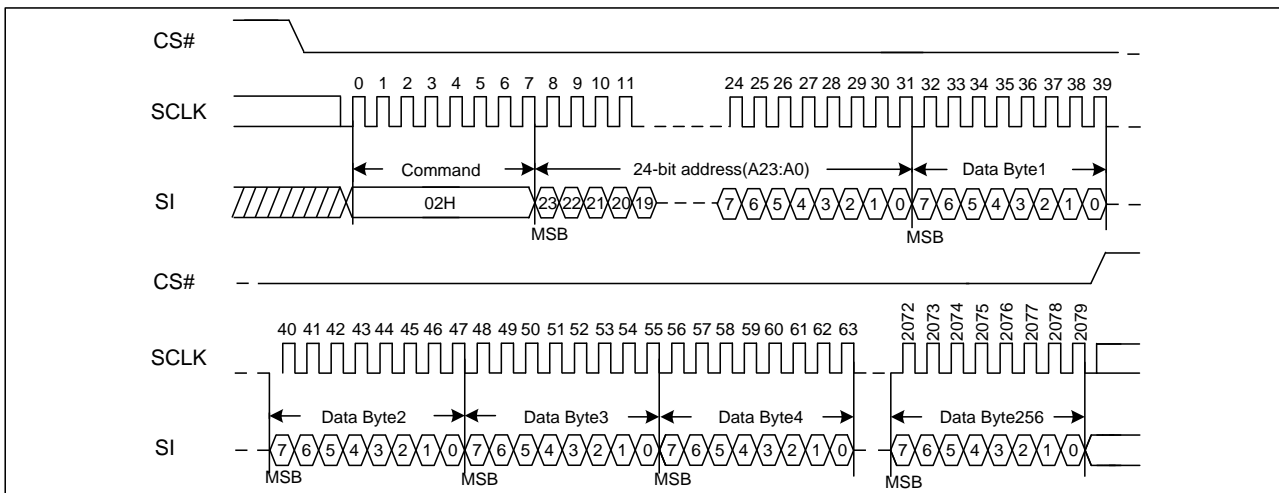 CS#
0 1 2 3 4 5 6 7 8 9 10 11 24 25 26 27 28 29 30 31 32 33 34 35 36 37 38 39
SCLK
Command 24-bit address(A23:A0) Data Byte1
SI 02H 23 22 21 20 19 7 6 5 4 3 2 1 0 7 6 5 4 3 2 1 0
MSB MSB
CS#
40 41 42 43 44 45 46 47 48 49 50 51 52 53 54 55 56 57 58 59 60 61 62 63 2072 2073 2074 2075 2076 2077 2078 2079
SCLK
Data Byte2 Data Byte3 Data Byte4 Data Byte256
SI 7 6 5 4 3 2 1 0 7 6 5 4 3 2 1 0 7 6 5 4 3 2 1 0 7 6 5 4 3 2 1 0
MSB MSB MSB MSB